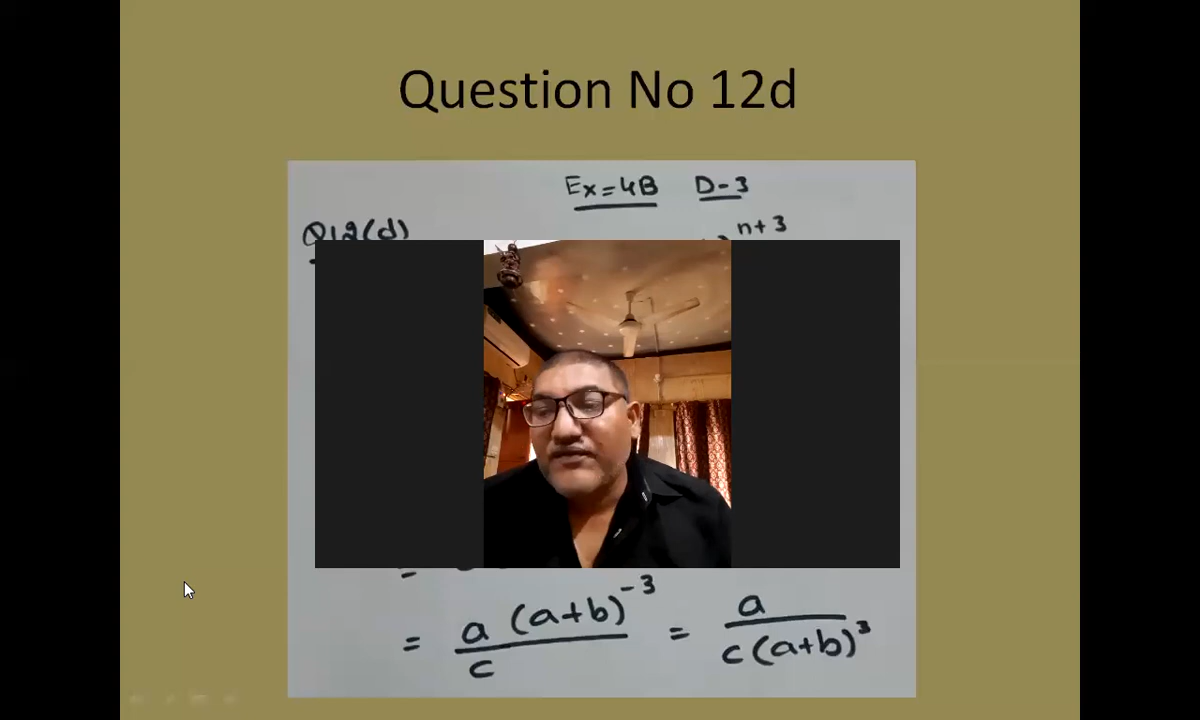 Question No 12d
Ex=4B D-3
Q12(d)
n+3
=
= a (a+b)^-3 / c = a / c (a+b)^3